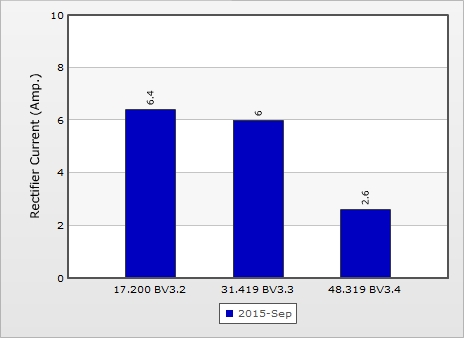 10
8
6
4
2
0
Rectifier Current (Amp.)
6.4
6
2.6
17.200 BV3.2
31.419 BV3.3
48.319 BV3.4
2015-Sep